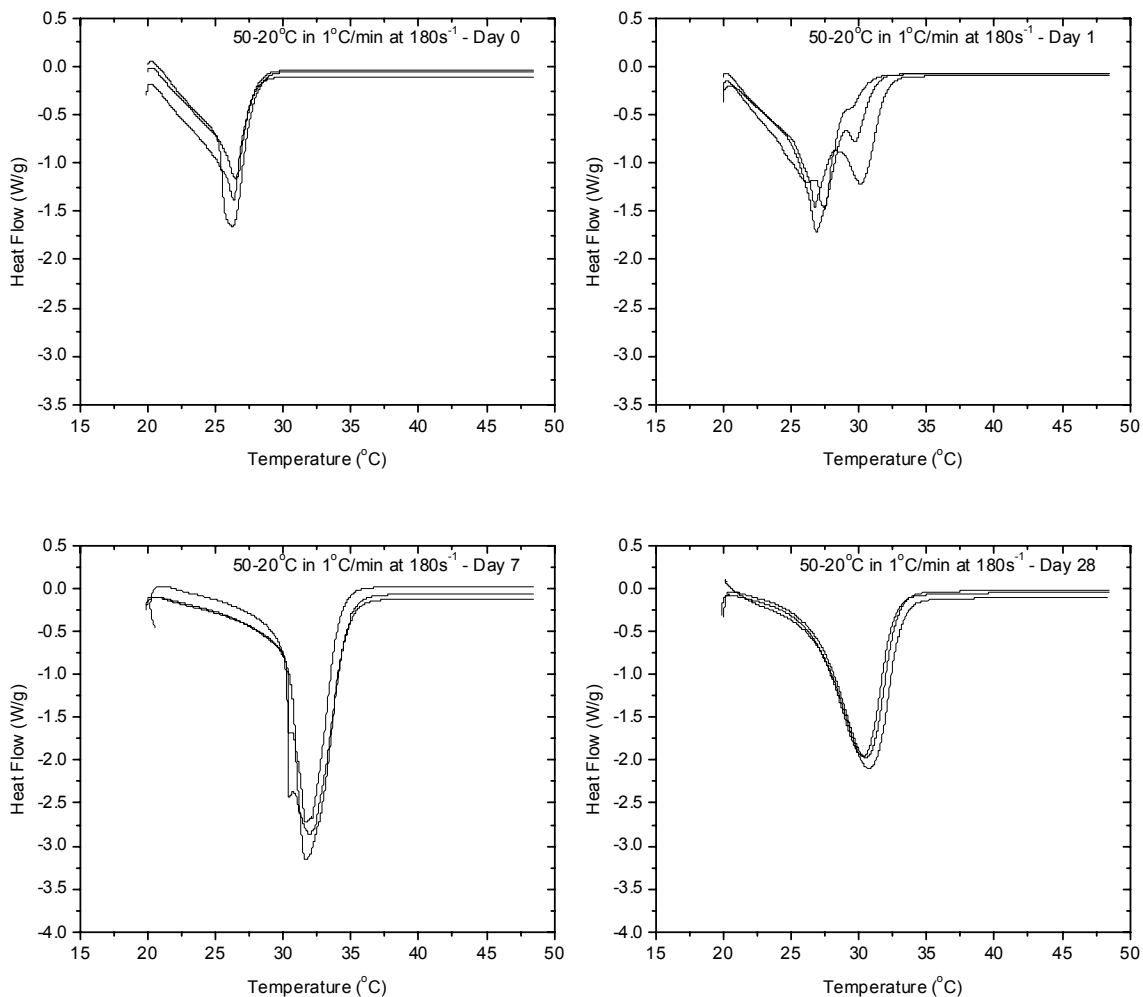 50-20°C in 1°C/min at 180s⁻¹ - Day 0
Heat Flow (W/g)
0.5
0.0
-0.5
-1.0
-1.5
-2.0
-2.5
-3.0
-3.5
15 20 25 30 35 40 45 50
Temperature (°C)
50-20°C in 1°C/min at 180s⁻¹ - Day 1
Heat Flow (W/g)
0.5
0.0
-0.5
-1.0
-1.5
-2.0
-2.5
-3.0
-3.5
15 20 25 30 35 40 45 50
Temperature (°C)
50-20°C in 1°C/min at 180s⁻¹ - Day 7
Heat Flow (W/g)
0.5
0.0
-0.5
-1.0
-1.5
-2.0
-2.5
-3.0
-3.5
-4.0
15 20 25 30 35 40 45 50
Temperature (°C)
50-20°C in 1°C/min at 180s⁻¹ - Day 28
Heat Flow (W/g)
0.5
0.0
-0.5
-1.0
-1.5
-2.0
-2.5
-3.0
-3.5
-4.0
15 20 25 30 35 40 45 50
Temperature (°C)